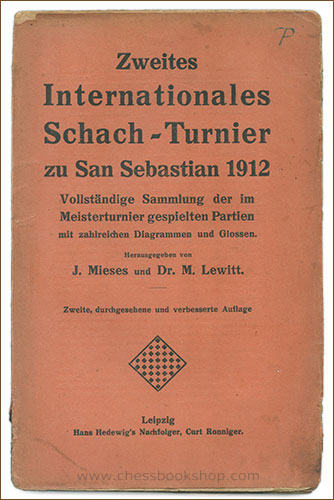 P
Zweites
Internationales
Schach-Turnier
zu San Sebastian 1912
Vollständige Sammlung der im
Meisterturnier gespielten Partien
mit zahlreichen Diagrammen und Glossen.
Herausgegeben von
J. Mieses und Dr. M. Lewitt.
Zweite, durchgesehene und verbesserte Auflage
Leipzig
Hans Hedewig's Nachfolger, Curt Ronniger.
www.chessbookshop.com